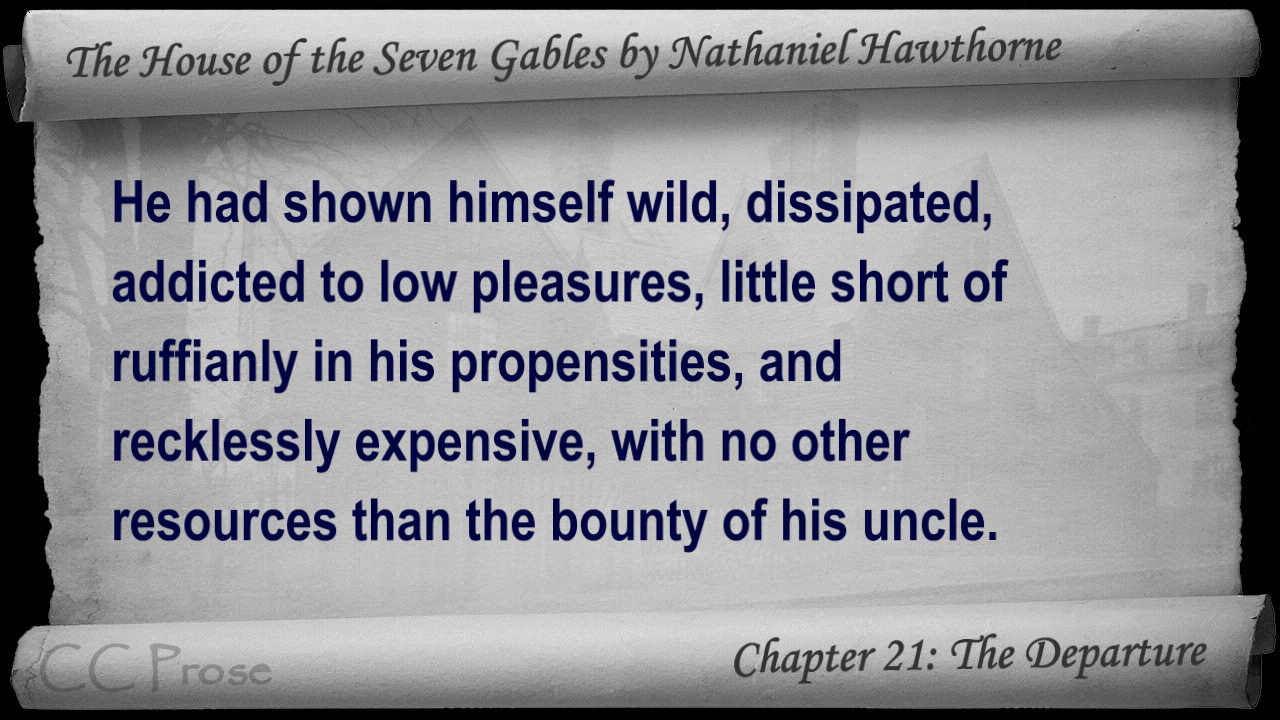 The House of the Seven Gables by Nathaniel Hawthorne
He had shown himself wild, dissipated,
addicted to low pleasures, little short of
ruffianly in his propensities, and
recklessly expensive, with no other
resources than the bounty of his uncle.
CC Prose
Chapter 21: The Departure